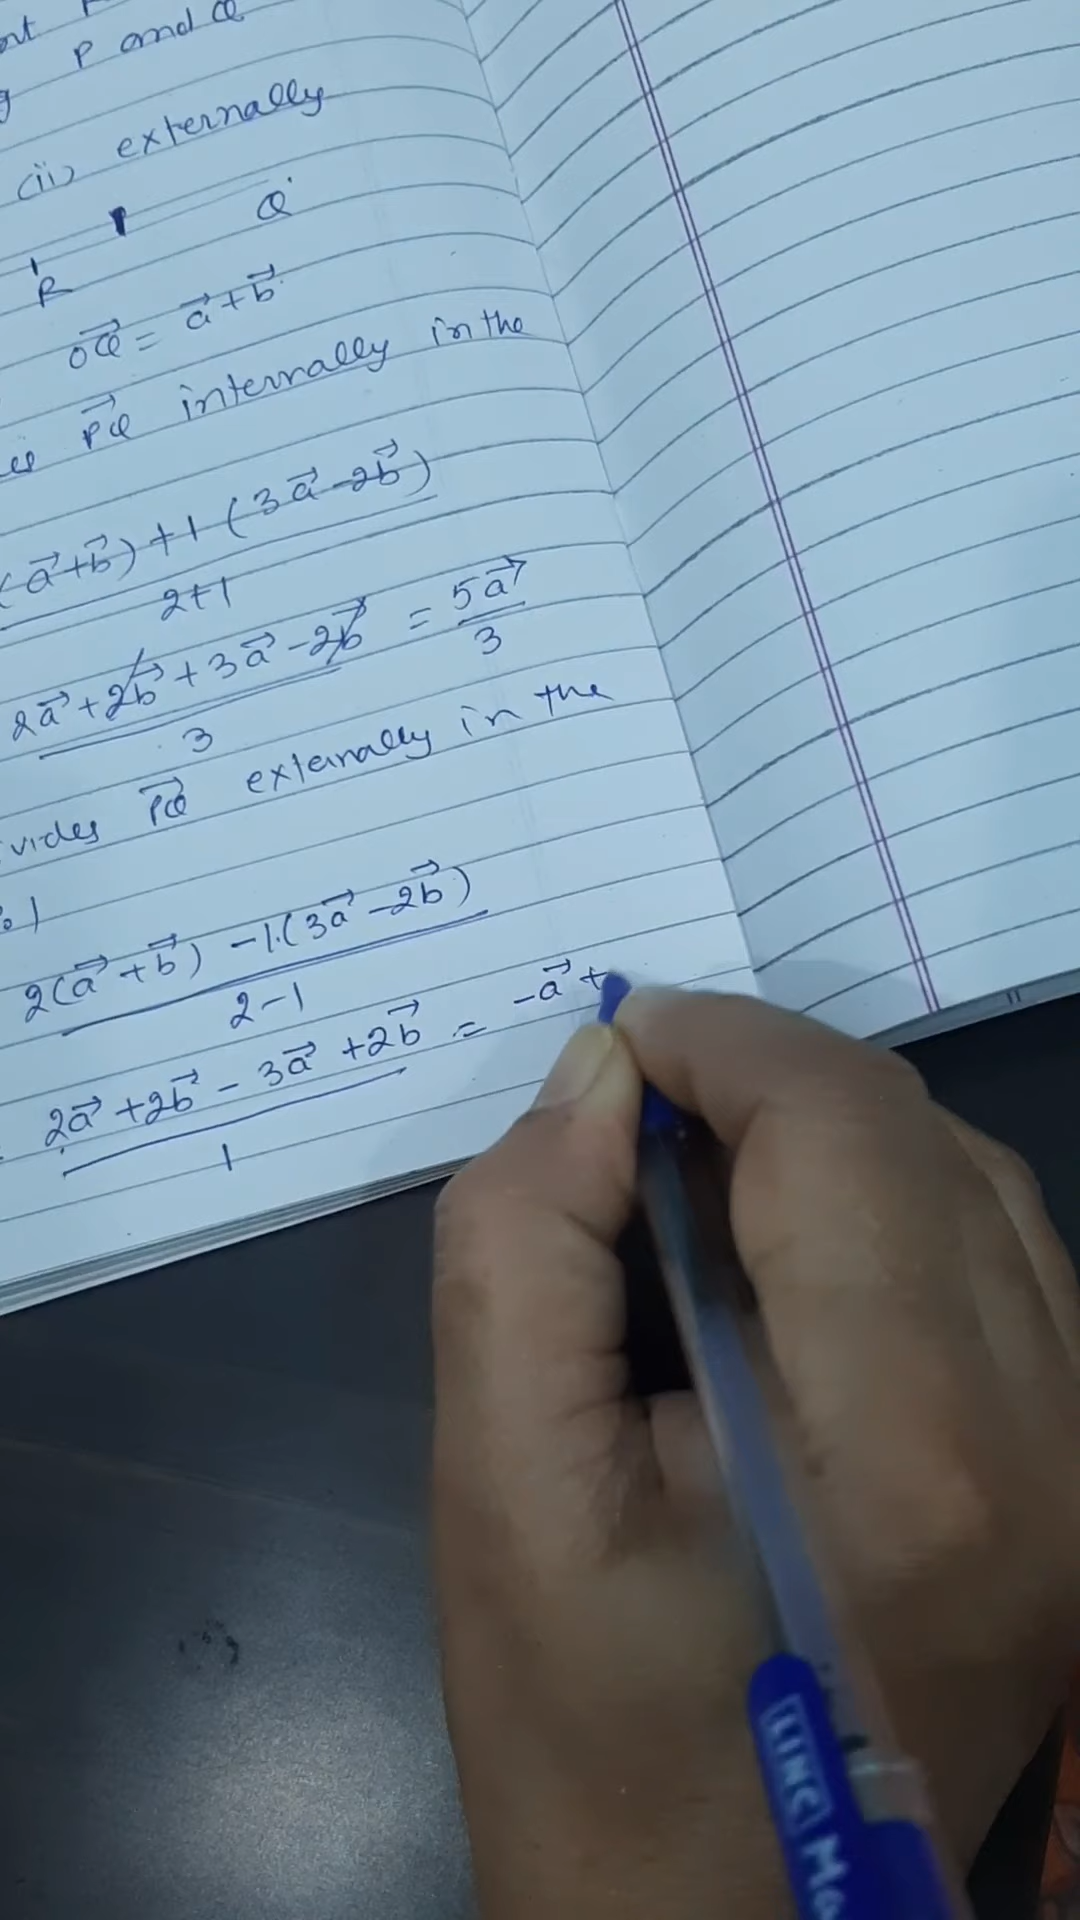 P and Q
(ii) externally
Q
R
OQ⃗ = a⃗ + b⃗
PQ⃗ internally in the
(a⃗+b⃗) + 1 (3a⃗ - 2b⃗)
2+1
2a⃗ + 2b⃗ + 3a⃗ - 2b⃗ = 5a⃗
3 3
vides PQ⃗ externally in the
2(a⃗ + b⃗) - 1.(3a⃗ - 2b⃗)
2 - 1
2a⃗ + 2b⃗ - 3a⃗ + 2b⃗ = -a⃗ +
1
LINC